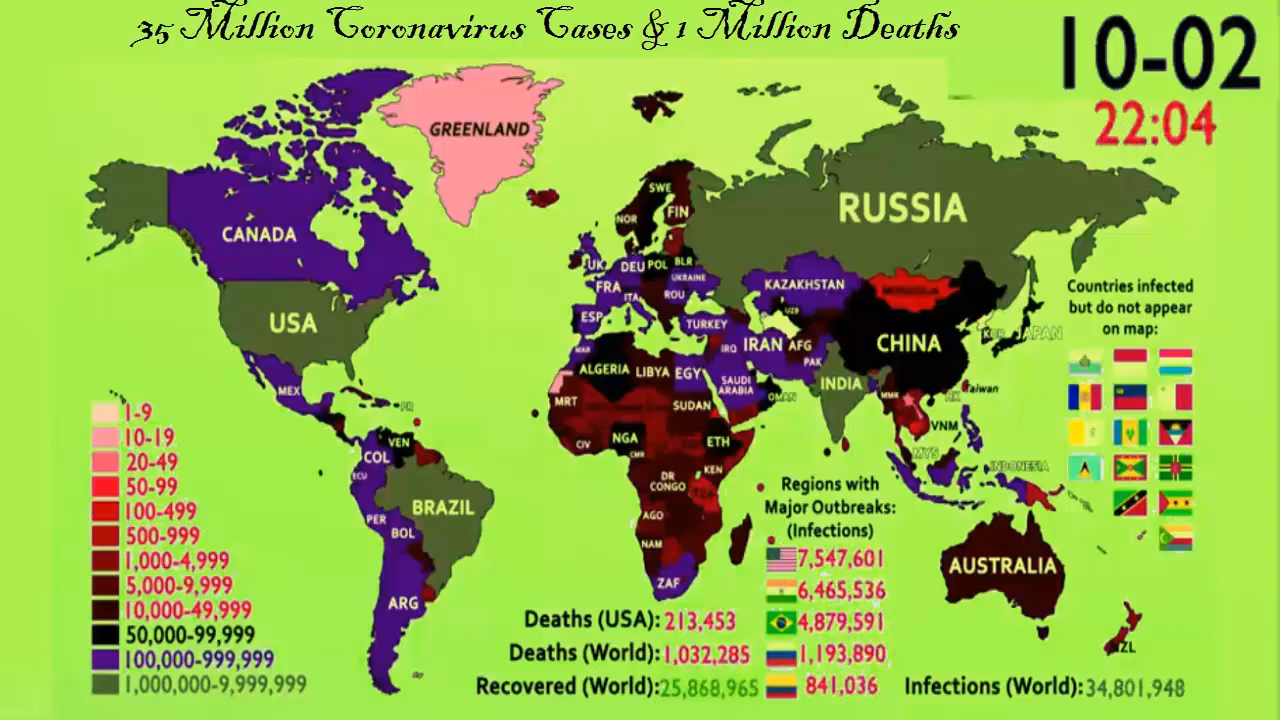 35 Million Coronavirus Cases & 1 Million Deaths
10-02
22:04
GREENLAND
RUSSIA
CANADA
USA
MEX
PR
SWE
NOR
FIN
UK
DEU
POL
BLR
UKRAINE
FRA
ITA
ROU
ESP
TURKEY
KAZAKHSTAN
UZB
CHINA
KOR
JAPAN
IRQ
IRAN
AFG
PAK
MAR
ALGERIA
LIBYA
EGY
SAUDI
ARABIA
OMAN
INDIA
MMR
HK
Taiwan
VNM
MYS
INDONESIA
MRT
SUDAN
CIV
NGA
CMR
ETH
DR
CONGO
KEN
TZA
AGO
NAM
ZAF
VEN
COL
ECU
PER
BRAZIL
BOL
ARG
AUSTRALIA
NZL
Countries infected
but do not appear
on map:
1-9
10-19
20-49
50-99
100-499
500-999
1,000-4,999
5,000-9,999
10,000-49,999
50,000-99,999
100,000-999,999
1,000,000-9,999,999
Regions with
Major Outbreaks:
(Infections)
7,547,601
6,465,536
4,879,591
1,193,890
841,036
Deaths (USA): 213,453
Deaths (World): 1,032,285
Recovered (World): 25,868,965
Infections (World): 34,801,948